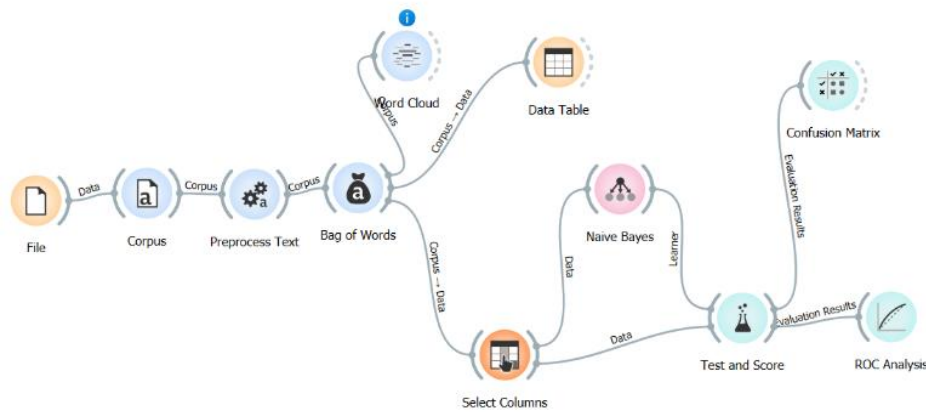 Word Cloud
Corpus
Corpus → Data
Data Table
Confusion Matrix
Evaluation Results
File
Data
Corpus
Corpus
Preprocess Text
Corpus
Bag of Words
Corpus → Data
Naive Bayes
Data
Learner
Select Columns
Data
Test and Score
Evaluation Results
ROC Analysis